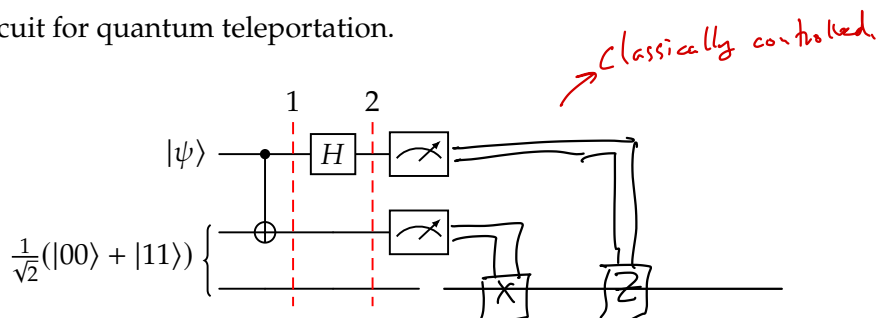 cuit for quantum teleportation.
Classically controlled.
1 2
|ψ⟩ H
1/√2(|00⟩ + |11⟩)
X Z